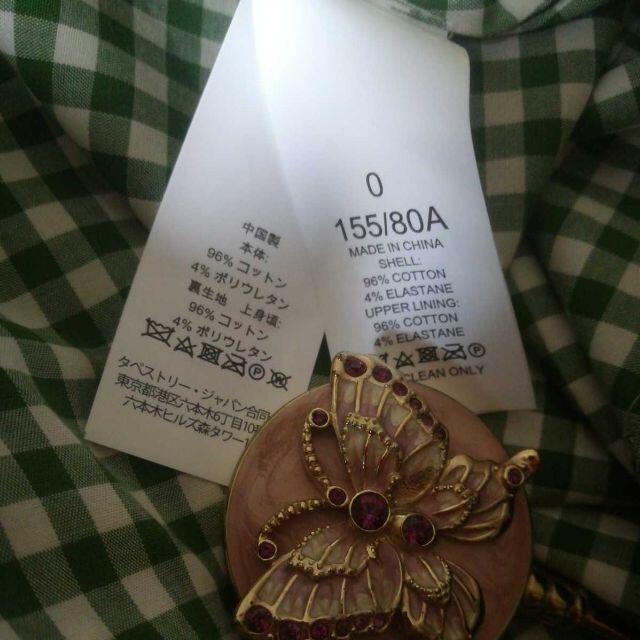 中国製
本体:
96% コットン
4% ポリウレタン
裏生地 上身頃:
96% コットン
4% ポリウレタン
タペストリー・ジャパン合同
東京都港区六本木6丁目10
六本木ヒルズ森タワー1
0
155/80A
MADE IN CHINA
SHELL:
96% COTTON
4% ELASTANE
UPPER LINING:
96% COTTON
4% ELASTANE
CLEAN ONLY